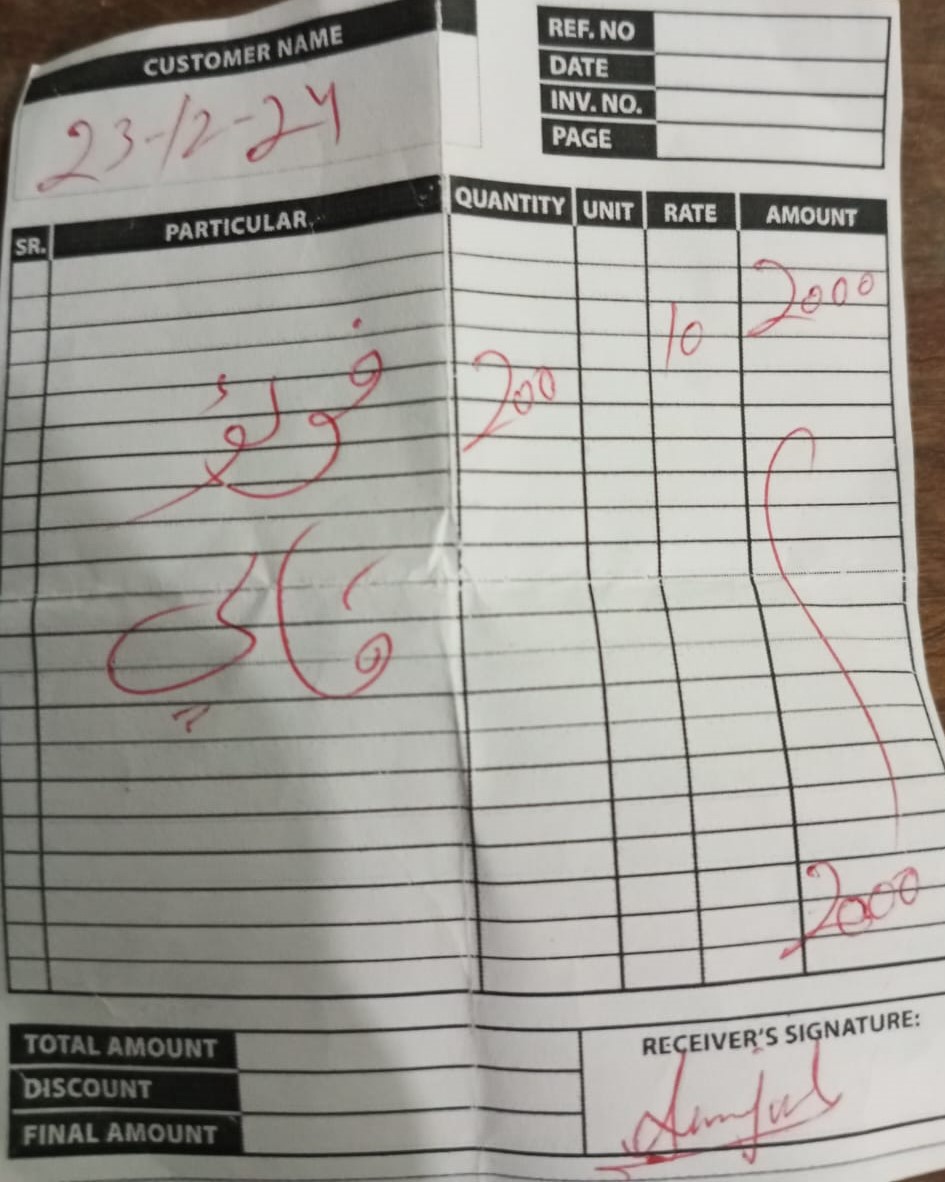 CUSTOMER NAME
23-12-24
REF. NO
DATE
INV. NO.
PAGE
SR. PARTICULAR QUANTITY UNIT RATE AMOUNT
فوٹو 200 10 2000
کاپی
2000
TOTAL AMOUNT
DISCOUNT
FINAL AMOUNT
RECEIVER'S SIGNATURE: